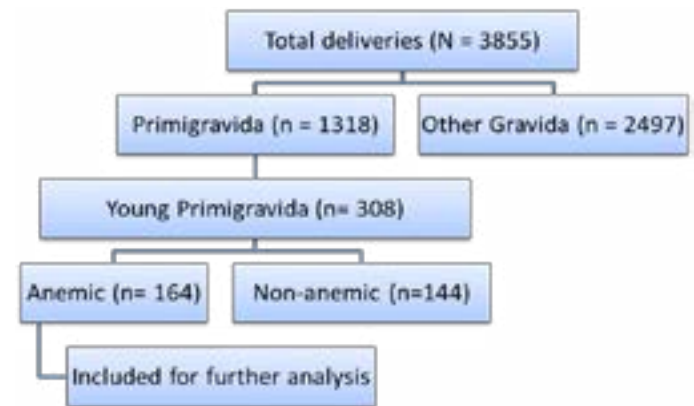 Total deliveries (N = 3855)
Primigravida (n = 1318)
Other Gravida (n = 2497)
Young Primigravida (n= 308)
Anemic (n= 164)
Non-anemic (n=144)
Included for further analysis